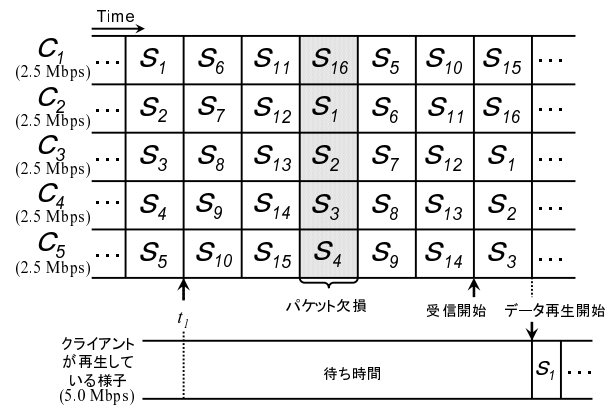 Time
C1 (2.5 Mbps) … S1 S6 S11 S16 S5 S10 S15 …
C2 (2.5 Mbps) … S2 S7 S12 S1 S6 S11 S16 …
C3 (2.5 Mbps) … S3 S8 S13 S2 S7 S12 S1 …
C4 (2.5 Mbps) … S4 S9 S14 S3 S8 S13 S2 …
C5 (2.5 Mbps) … S5 S10 S15 S4 S9 S14 S3 …
t1
パケット欠損
受信開始
データ再生開始
クライアント
が再生して
いる様子
(5.0 Mbps)
待ち時間
S1 …